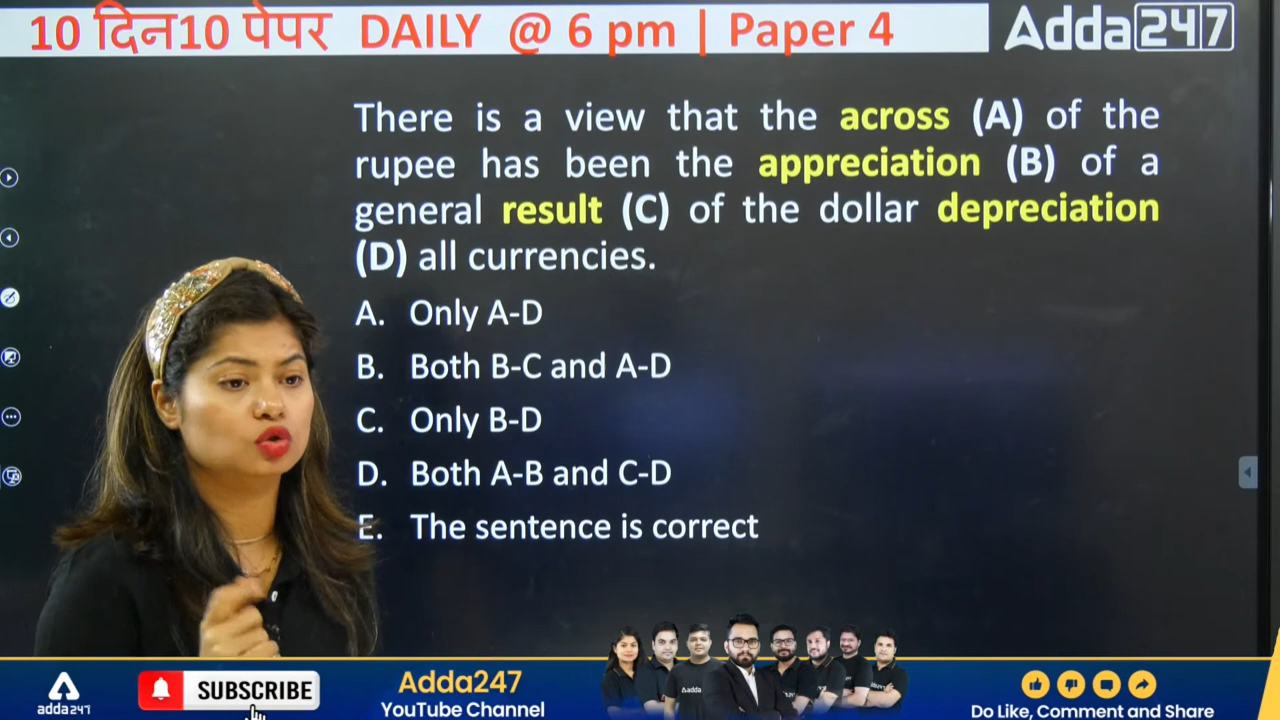 10 दिन10 पेपर DAILY @ 6 pm | Paper 4
Adda247
There is a view that the across (A) of the
rupee has been the appreciation (B) of a
general result (C) of the dollar depreciation
(D) all currencies.
A. Only A-D
B. Both B-C and A-D
C. Only B-D
D. Both A-B and C-D
E. The sentence is correct
adda247
SUBSCRIBE
Adda247
YouTube Channel
Adda
Do Like, Comment and Share